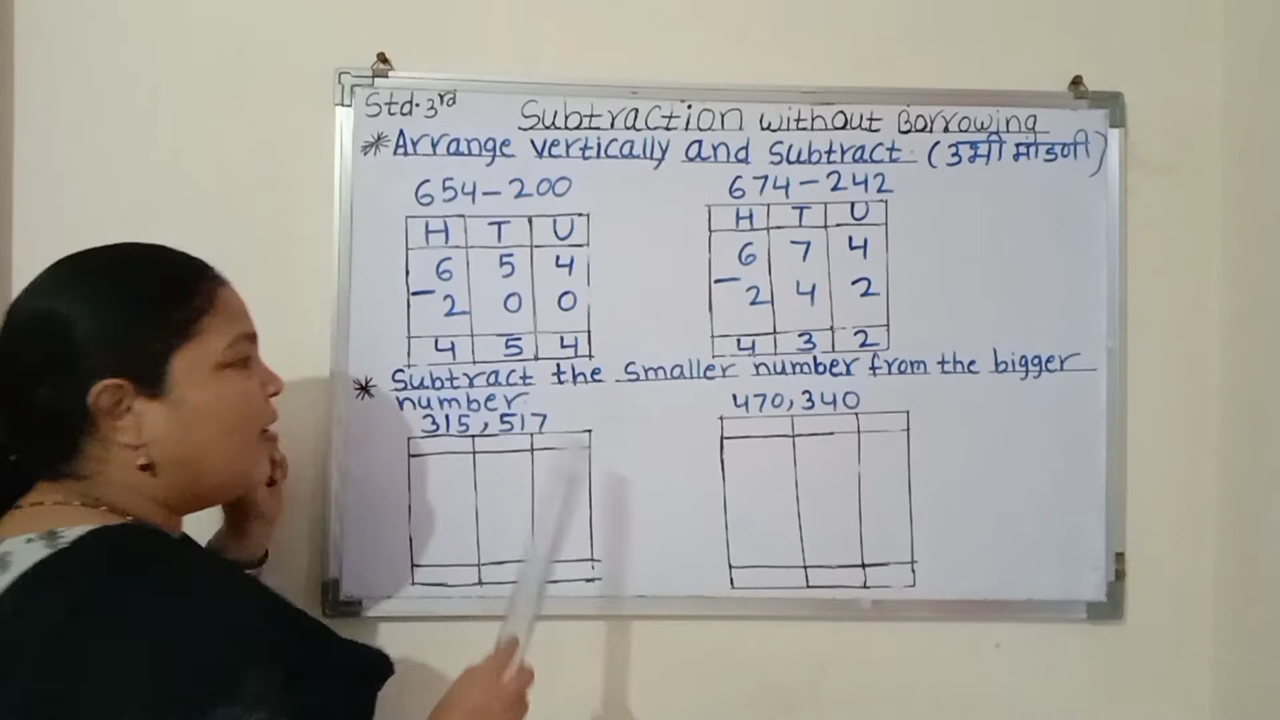 Std. 3rd
Subtraction without Borrowing
* Arrange vertically and subtract. (उभी मांडणी)
654-200
H T U
6 5 4
- 2 0 0
4 5 4
674-242
H T U
6 7 4
- 2 4 2
4 3 2
* Subtract the smaller number from the bigger
number.
315, 517
470, 340